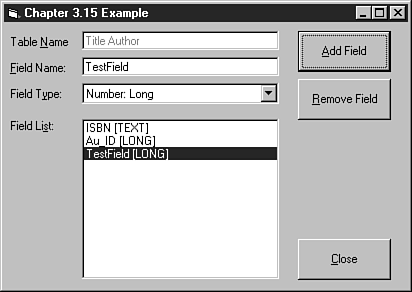 Chapter 3.15 Example
Table Name
Title Author
Add Field
Field Name:
TestField
Field Type:
Number: Long
Remove Field
Field List:
ISBN [TEXT]
Au_ID [LONG]
TestField [LONG]
Close